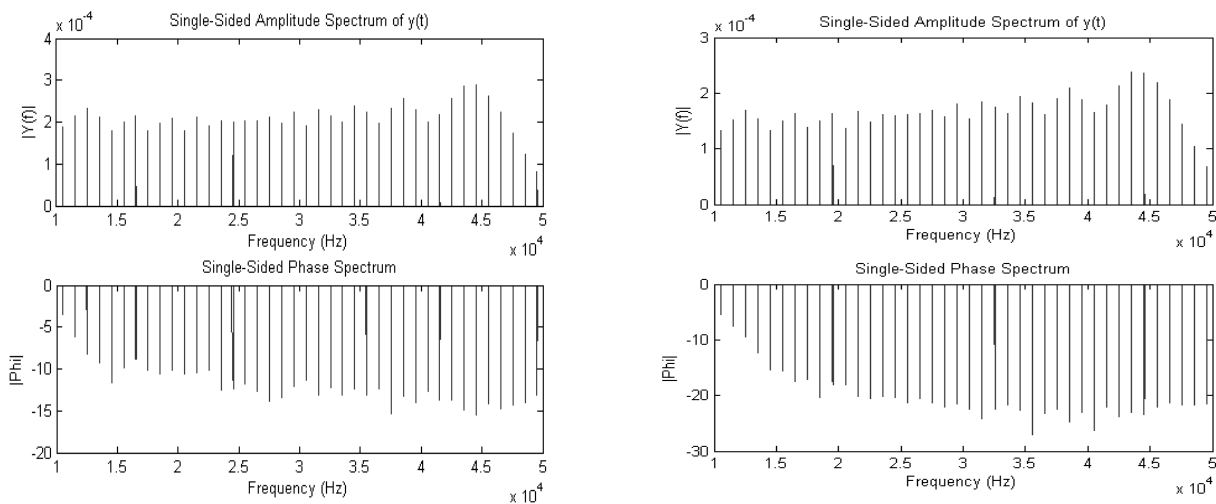 Single-Sided Amplitude Spectrum of y(t)
x 10-4
4
3
2
1
0
|Y(f)|
1 1.5 2 2.5 3 3.5 4 4.5 5
Frequency (Hz)
x 10 4
Single-Sided Phase Spectrum
0
-5
-10
-15
-20
|Phi|
1 1.5 2 2.5 3 3.5 4 4.5 5
Frequency (Hz)
x 10 4
Single-Sided Amplitude Spectrum of y(t)
x 10-4
3
2
1
0
|Y(f)|
1 1.5 2 2.5 3 3.5 4 4.5 5
Frequency (Hz)
x 10 4
Single-Sided Phase Spectrum
0
-10
-20
-30
|Phi|
1 1.5 2 2.5 3 3.5 4 4.5 5
Frequency (Hz)
x 10 4